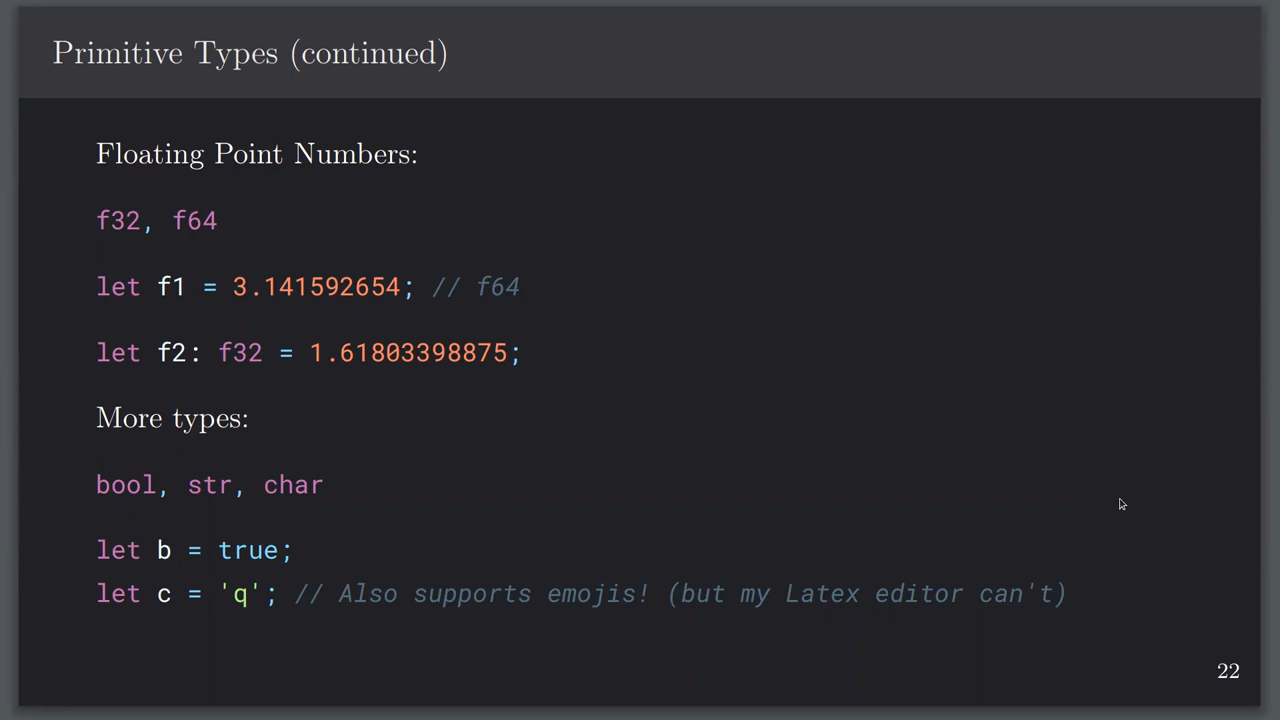 Primitive Types (continued)
Floating Point Numbers:
f32, f64
let f1 = 3.141592654; // f64
let f2: f32 = 1.61803398875;
More types:
bool, str, char
let b = true;
let c = 'q'; // Also supports emojis! (but my Latex editor can't)
22